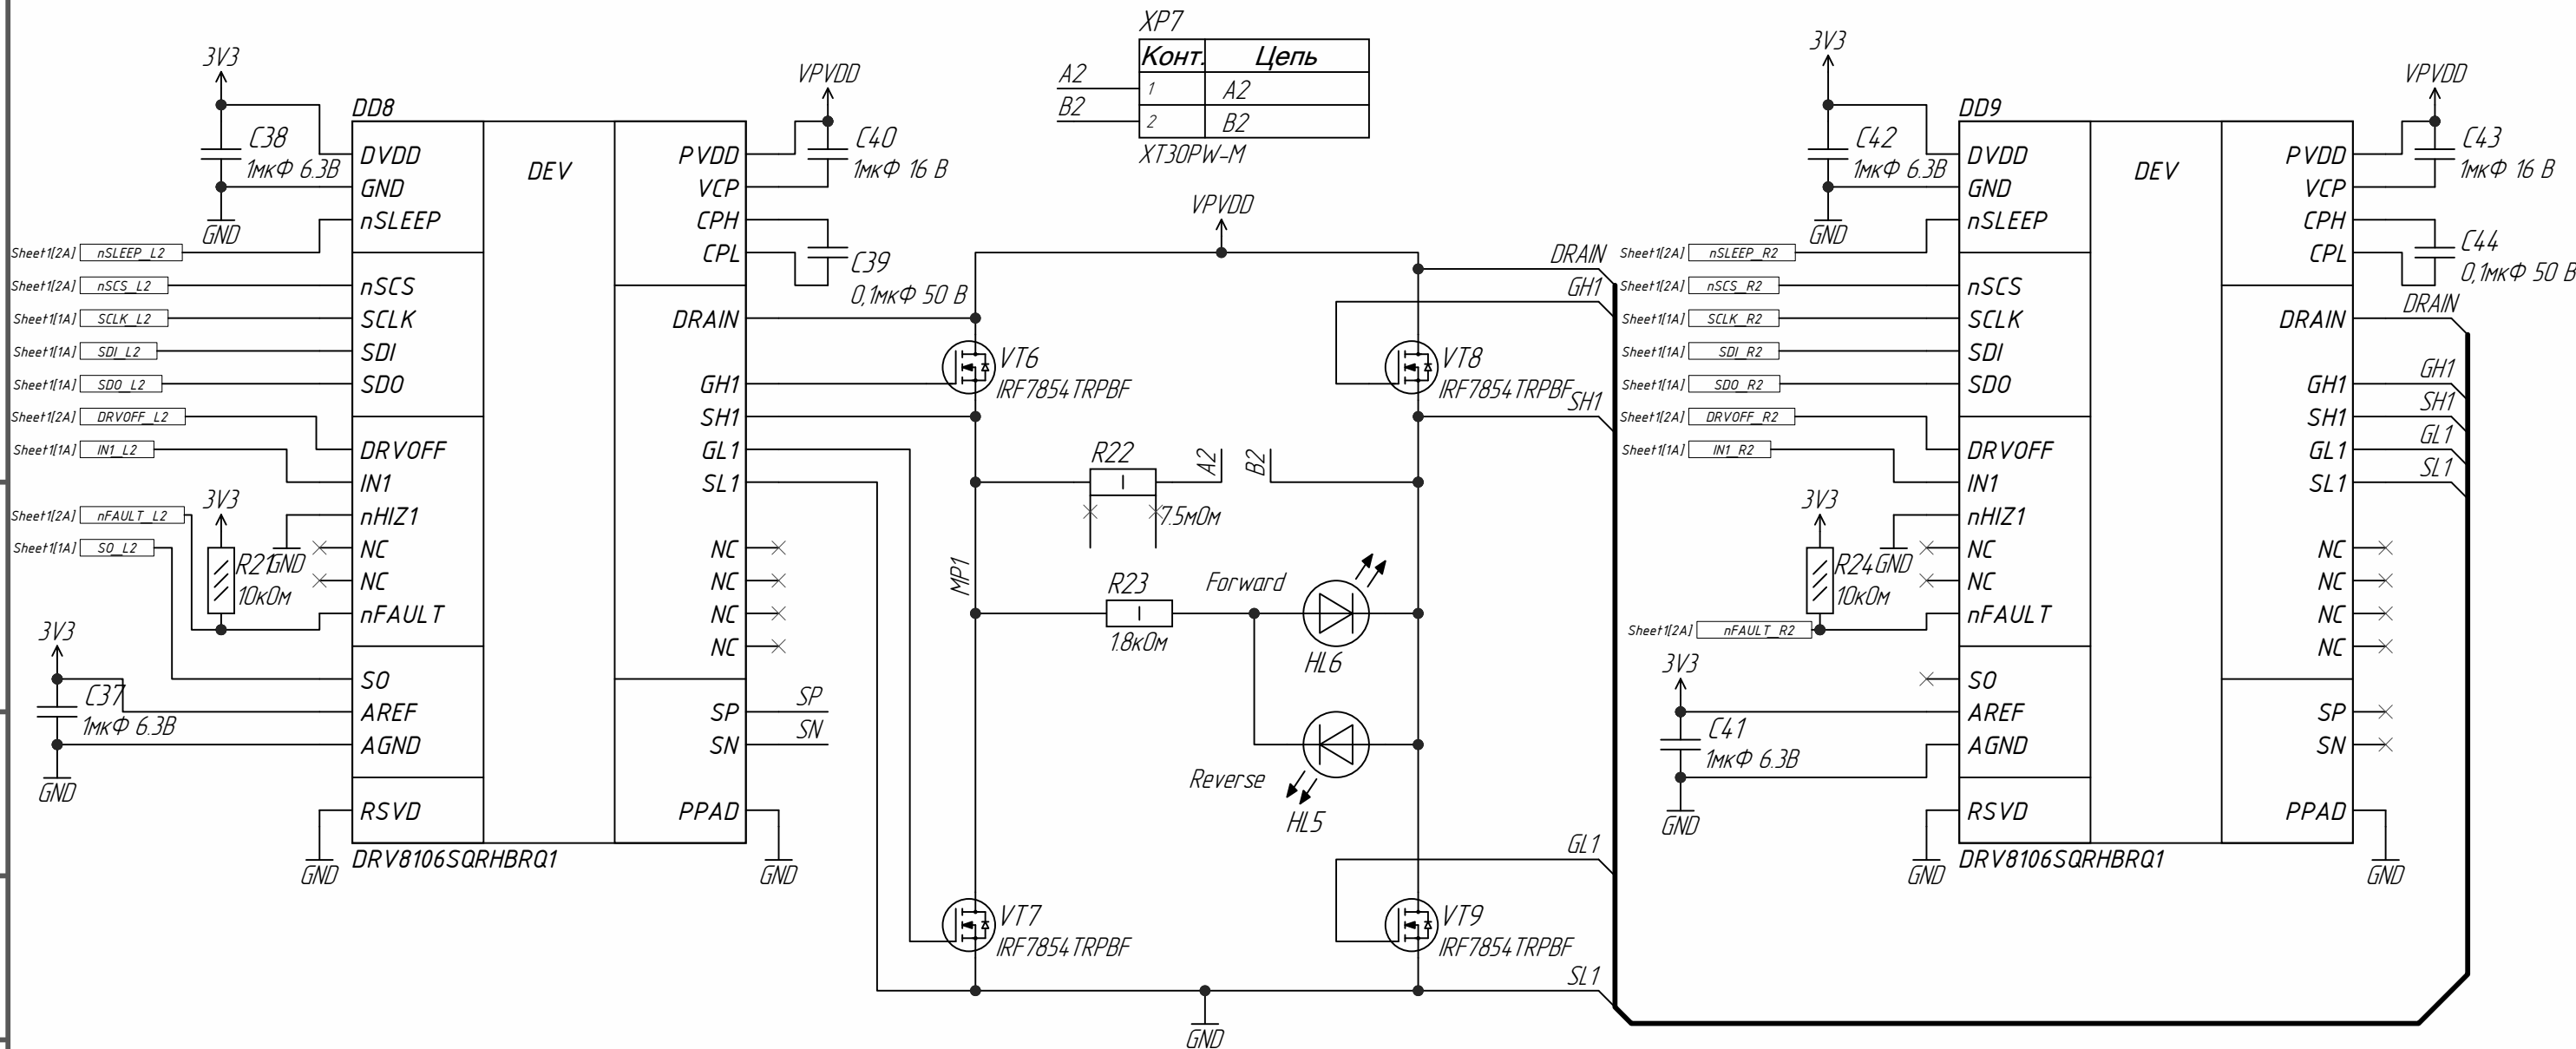 XP7
Конт. Цепь
A2 1 A2
B2 2 B2
XT30PW-M
3V3
DD8
C38
1мкФ 6.3В
GND
VPVDD
C40
1мкФ 16 В
C39
0,1мкФ 50 В
DEV
DVDD
GND
nSLEEP
nSCS
SCLK
SDI
SDO
DRVOFF
IN1
nHIZ1
NC
NC
nFAULT
SO
AREF
AGND
RSVD
PVDD
VCP
CPH
CPL
DRAIN
GH1
SH1
GL1
SL1
NC
NC
NC
NC
SP
SN
PPAD
SP
SN
DRV8106SQRHBRQ1
GND
GND
Sheet1[2A] nSLEEP_L2
Sheet1[2A] nSCS_L2
Sheet1[1A] SCLK_L2
Sheet1[1A] SDI_L2
Sheet1[1A] SDO_L2
Sheet1[2A] DRVOFF_L2
Sheet1[1A] IN1_L2
Sheet1[2A] nFAULT_L2
Sheet1[1A] SO_L2
3V3
R21
10кОм
GND
3V3
C37
1мкФ 6.3В
GND
VPVDD
VT6
IRF7854TRPBF
VT8
IRF7854TRPBF
R22
7.5мОм
A2
B2
MP1
R23
1.8кОм
Forward
HL6
Reverse
HL5
VT7
IRF7854TRPBF
VT9
IRF7854TRPBF
GND
DRAIN
GH1
SH1
GL1
SL1
3V3
DD9
C42
1мкФ 6.3В
GND
VPVDD
C43
1мкФ 16 В
C44
0,1мкФ 50 В
DEV
DVDD
GND
nSLEEP
nSCS
SCLK
SDI
SDO
DRVOFF
IN1
nHIZ1
NC
NC
nFAULT
SO
AREF
AGND
RSVD
PVDD
VCP
CPH
CPL
DRAIN
GH1
SH1
GL1
SL1
NC
NC
NC
NC
SP
SN
PPAD
DRAIN
GH1
SH1
GL1
SL1
DRV8106SQRHBRQ1
GND
GND
Sheet1[2A] nSLEEP_R2
Sheet1[2A] nSCS_R2
Sheet1[1A] SCLK_R2
Sheet1[1A] SDI_R2
Sheet1[1A] SDO_R2
Sheet1[2A] DRVOFF_R2
Sheet1[1A] IN1_R2
3V3
R24
10кОм
GND
Sheet1[2A] nFAULT_R2
3V3
C41
1мкФ 6.3В
GND